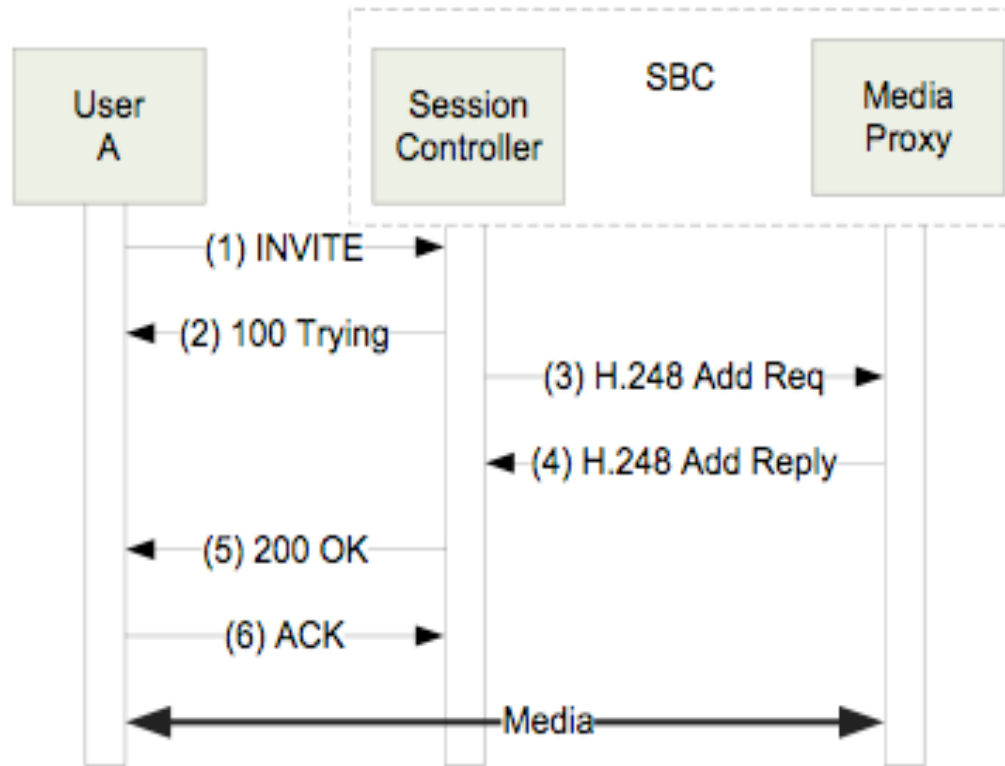 User
A
Session
Controller
SBC
Media
Proxy
(1) INVITE
(2) 100 Trying
(3) H.248 Add Req
(4) H.248 Add Reply
(5) 200 OK
(6) ACK
Media